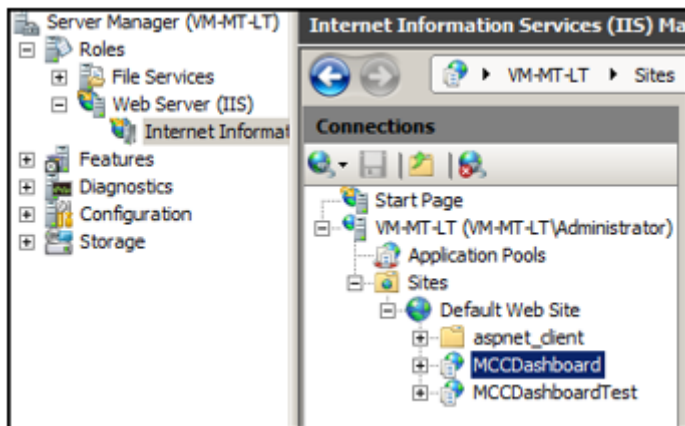 Server Manager (VM-MT-LT)
Roles
File Services
Web Server (IIS)
Internet Informat
Features
Diagnostics
Configuration
Storage
Internet Information Services (IIS) Ma
VM-MT-LT Sites
Connections
Start Page
VM-MT-LT (VM-MT-LT\Administrator)
Application Pools
Sites
Default Web Site
aspnet_client
MCCDashboard
MCCDashboardTest